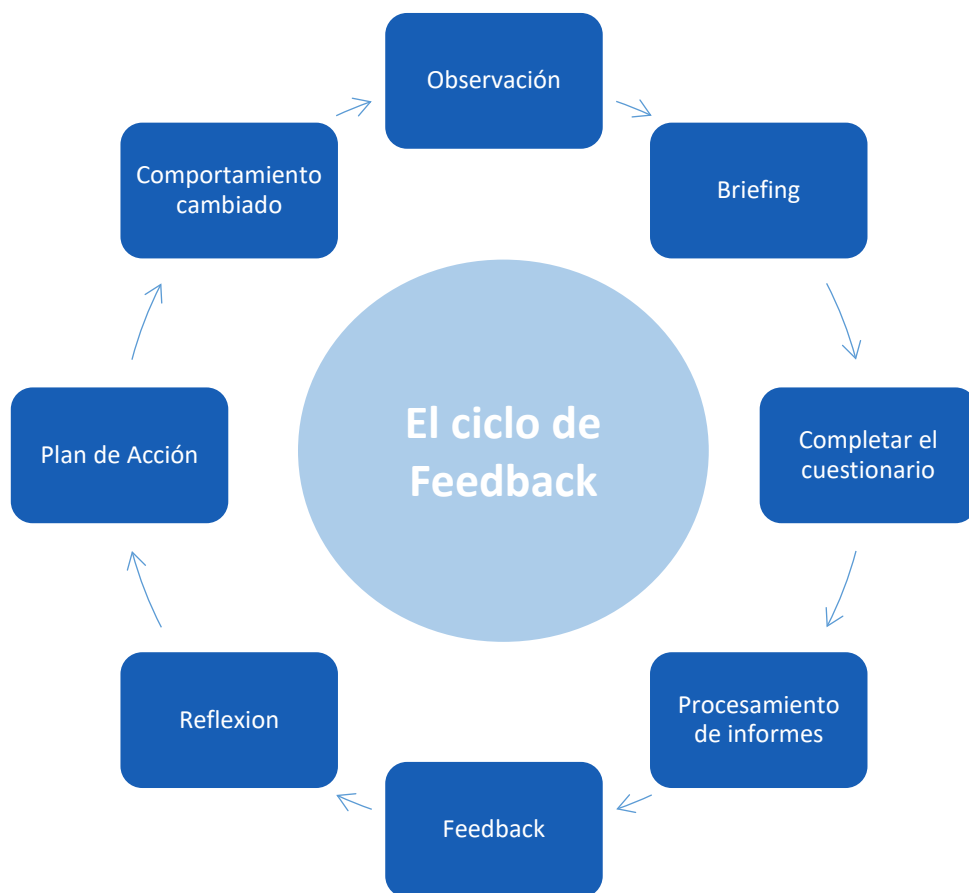 Observación
Briefing
Completar el
cuestionario
Procesamiento
de informes
Feedback
Reflexion
Plan de Acción
Comportamiento
cambiado
El ciclo de
Feedback